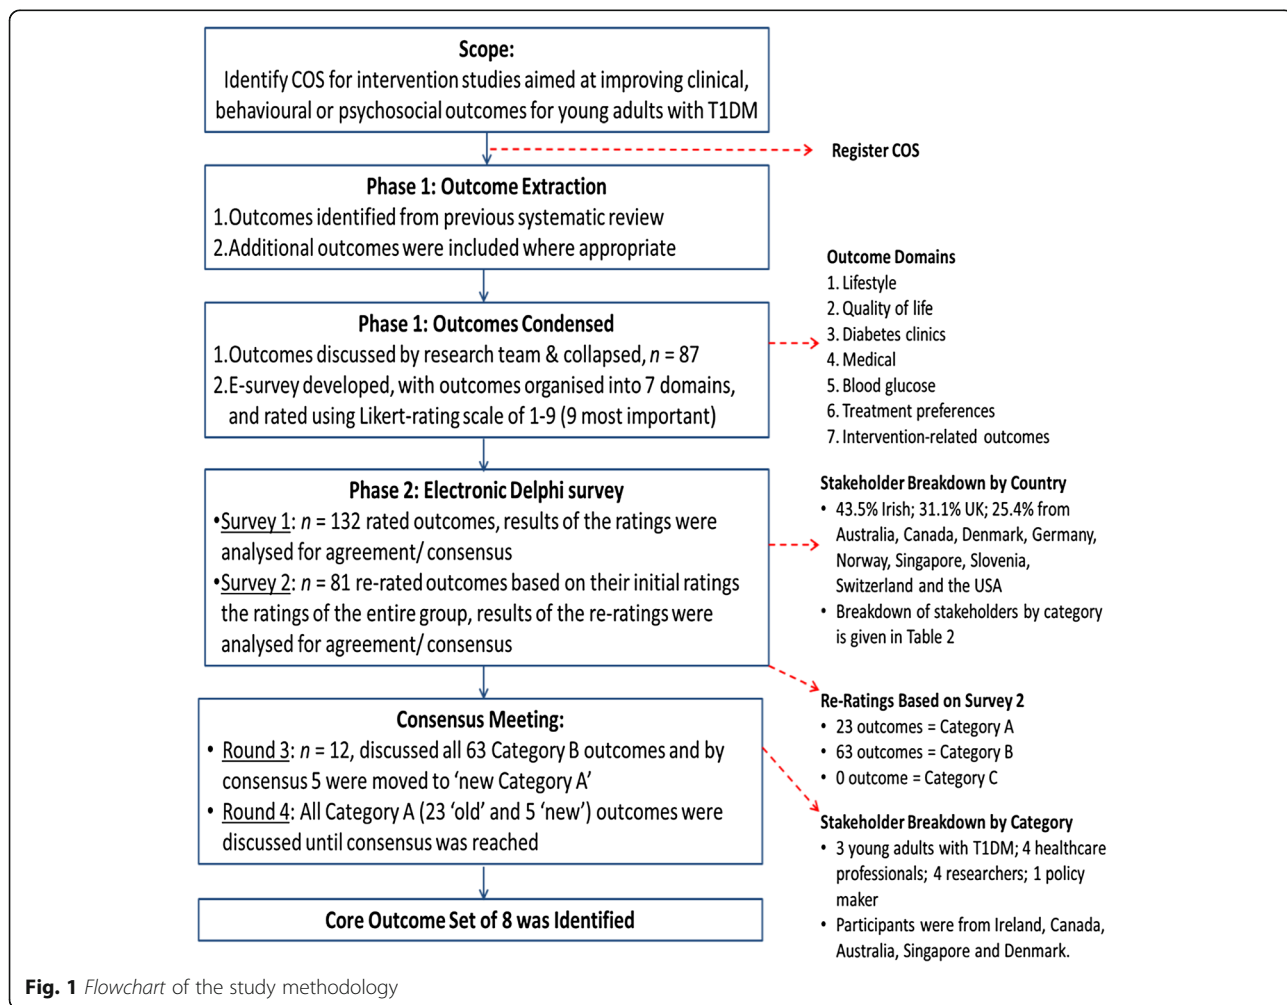 Scope:
Identify COS for intervention studies aimed at improving clinical,
behavioural or psychosocial outcomes for young adults with T1DM
Register COS
Phase 1: Outcome Extraction
1.Outcomes identified from previous systematic review
2.Additional outcomes were included where appropriate
Phase 1: Outcomes Condensed
1.Outcomes discussed by research team & collapsed, n = 87
2.E-survey developed, with outcomes organised into 7 domains,
and rated using Likert-rating scale of 1-9 (9 most important)
Outcome Domains
1. Lifestyle
2. Quality of life
3. Diabetes clinics
4. Medical
5. Blood glucose
6. Treatment preferences
7. Intervention-related outcomes
Phase 2: Electronic Delphi survey
•Survey 1: n = 132 rated outcomes, results of the ratings were
analysed for agreement/ consensus
•Survey 2: n = 81 re-rated outcomes based on their initial ratings
the ratings of the entire group, results of the re-ratings were
analysed for agreement/ consensus
Stakeholder Breakdown by Country
• 43.5% Irish; 31.1% UK; 25.4% from
Australia, Canada, Denmark, Germany,
Norway, Singapore, Slovenia,
Switzerland and the USA
• Breakdown of stakeholders by category
is given in Table 2
Re-Ratings Based on Survey 2
• 23 outcomes = Category A
• 63 outcomes = Category B
• 0 outcome = Category C
Consensus Meeting:
• Round 3: n = 12, discussed all 63 Category B outcomes and by
consensus 5 were moved to ‘new Category A’
• Round 4: All Category A (23 ‘old’ and 5 ‘new’) outcomes were
discussed until consensus was reached
Stakeholder Breakdown by Category
• 3 young adults with T1DM; 4 healthcare
professionals; 4 researchers; 1 policy
maker
• Participants were from Ireland, Canada,
Australia, Singapore and Denmark.
Core Outcome Set of 8 was Identified
Fig. 1 Flowchart of the study methodology